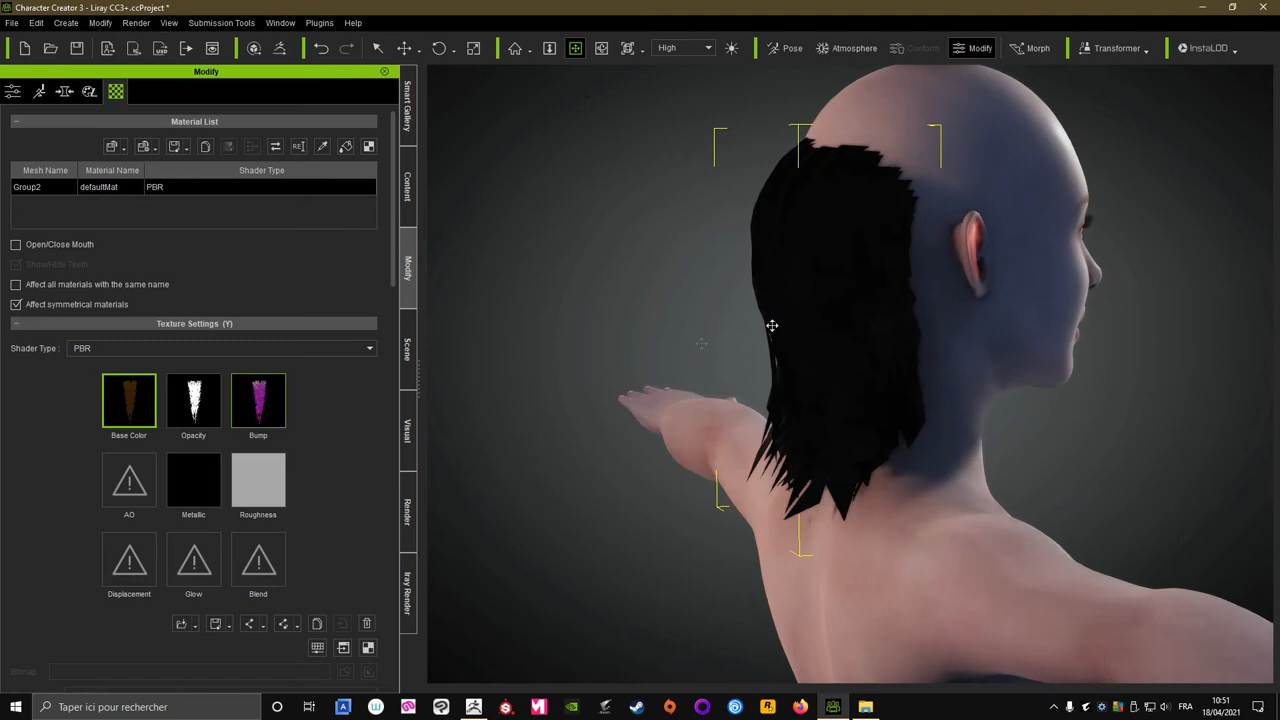 Character Creator 3 - Liray CC3+.ccProject *
File Edit Create Modify Render View Submission Tools Window Plugins Help
High Pose Atmosphere Conform Modify Morph Transformer InstaLOD
Modify
Material List
Mesh Name Material Name Shader Type
Group2 defaultMat PBR
Open/Close Mouth
Show/Hide Teeth
Affect all materials with the same name
Affect symmetrical materials
Texture Settings (Y)
Shader Type : PBR
Base Color Opacity Bump
AO Metallic Roughness
Displacement Glow Blend
Bitmap:
Smart Gallery
Content
Modify
Scene
Visual
Render
Iray Render
Taper ici pour rechercher
FRA
10:51
18/04/2021